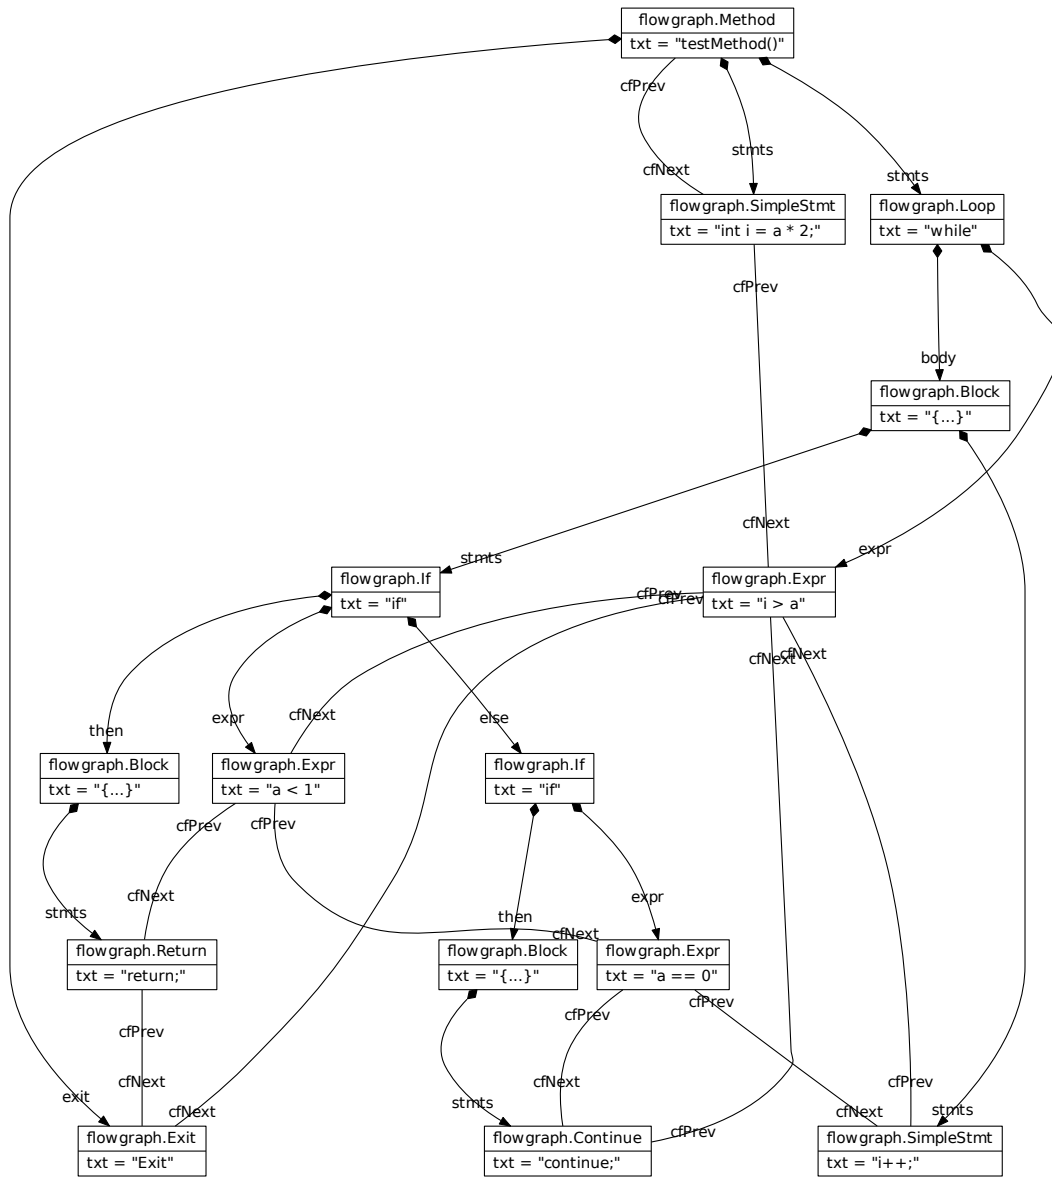 flowgraph.Method
txt = "testMethod()"
cfPrev
stmts
cfNext
stmts
flowgraph.SimpleStmt
txt = "int i = a * 2;"
flowgraph.Loop
txt = "while"
cfPrev
body
flowgraph.Block
txt = "{...}"
cfNext
stmts
expr
flowgraph.If
txt = "if"
flowgraph.Expr
txt = "i > a"
cfPrev
cfPrev
cfNext
cfNext
cfNext
then
expr
else
flowgraph.Block
txt = "{...}"
flowgraph.Expr
txt = "a < 1"
flowgraph.If
txt = "if"
cfPrev
cfPrev
cfNext
stmts
expr
then
cfNext
flowgraph.Return
txt = "return;"
flowgraph.Block
txt = "{...}"
flowgraph.Expr
txt = "a == 0"
cfPrev
cfPrev
cfPrev
cfNext
cfNext
cfPrev
exit
cfNext
stmts
cfNext
stmts
cfPrev
flowgraph.Exit
txt = "Exit"
flowgraph.Continue
txt = "continue;"
flowgraph.SimpleStmt
txt = "i++;"